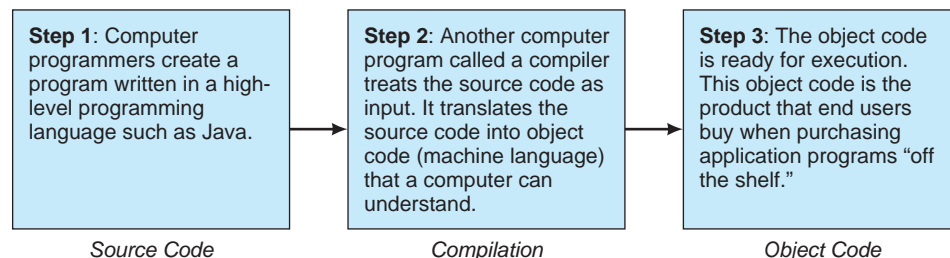 Step 1: Computer
programmers create a
program written in a high-
level programming
language such as Java.
Step 2: Another computer
program called a compiler
treats the source code as
input. It translates the
source code into object
code (machine language)
that a computer can
understand.
Step 3: The object code
is ready for execution.
This object code is the
product that end users
buy when purchasing
application programs “off
the shelf.”
Source Code
Compilation
Object Code